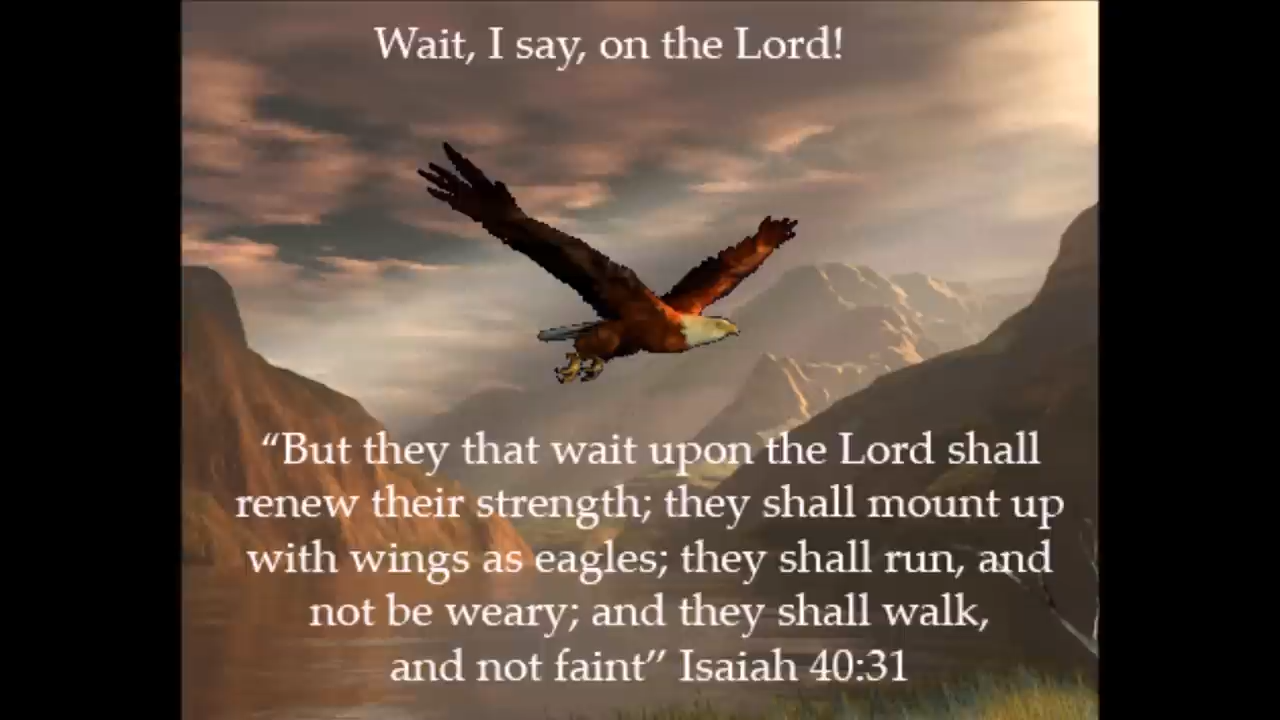 Wait, I say, on the Lord!
“But they that wait upon the Lord shall
renew their strength; they shall mount up
with wings as eagles; they shall run, and
not be weary; and they shall walk,
and not faint” Isaiah 40:31